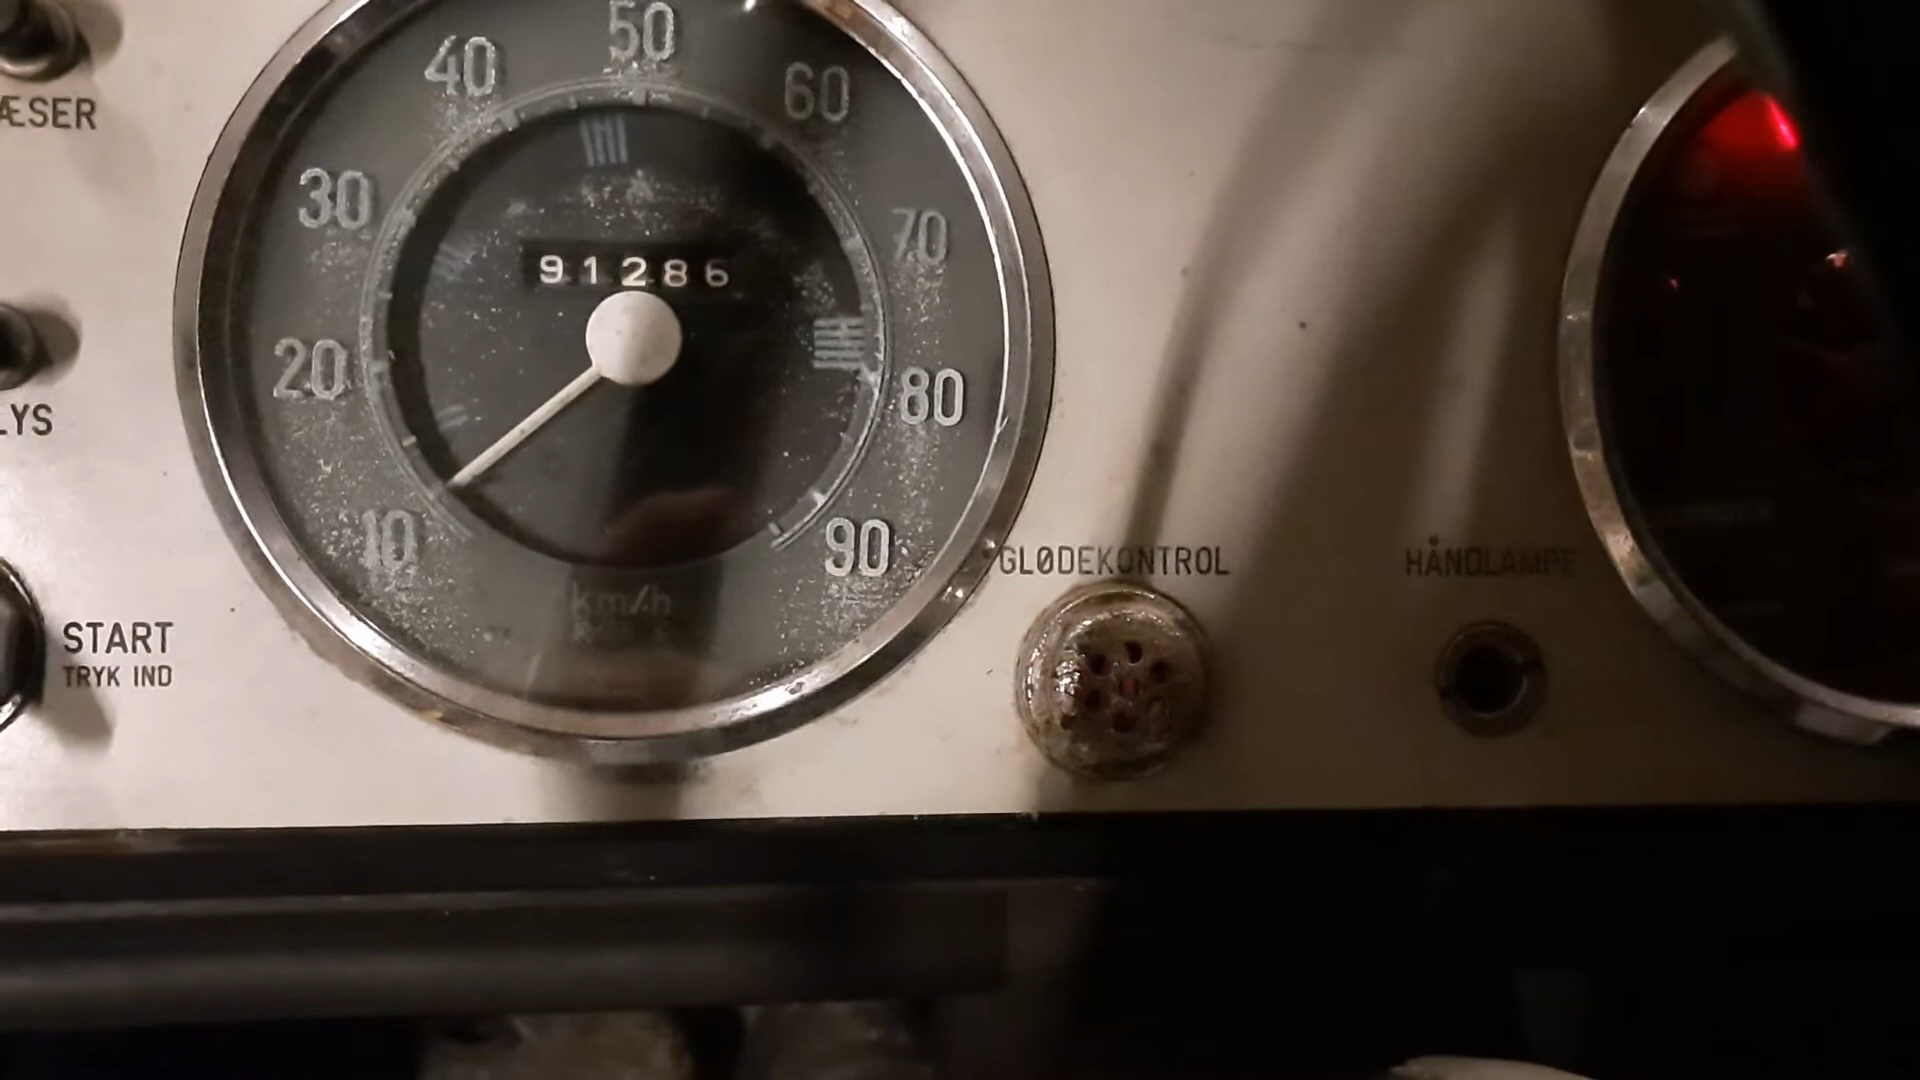 ÆSER
LYS
START
TRYK IND
10
20
30
40
50
60
70
80
90
91286
km/h
GLØDEKONTROL
HÅNDLAMPE